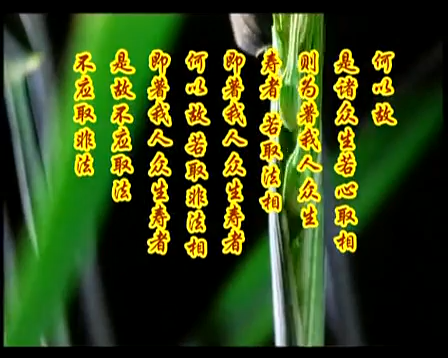 何以故
是诸众生若心取相
则为著我人众生
寿者 若取法相
即著我人众生寿者
何以故若取非法相
即著我人众生寿者
是故不应取法
不应取非法